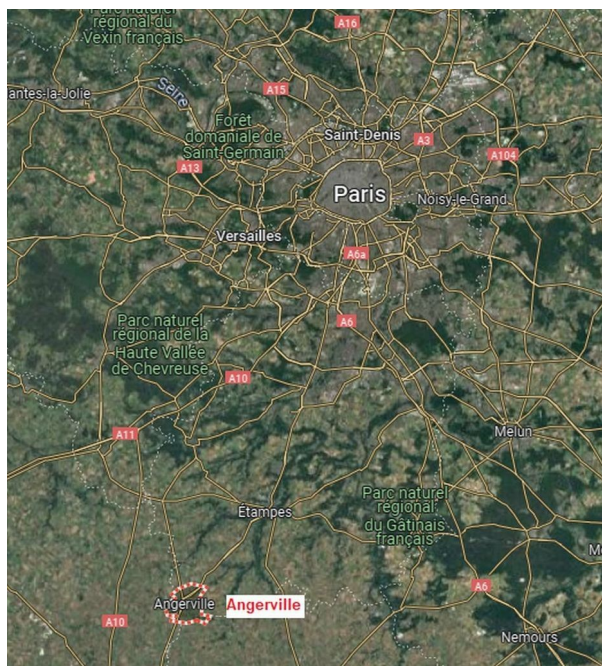 Parc naturel
régional du
Vexin français
A16
antes-la-Jolie
Seine
A15
Forêt
domaniale de
Saint-Germain
Saint-Denis
A3
A104
A13
Paris
Noisy-le-Grand
Versailles
A6a
A6
Parc naturel
régional de la
Haute Vallée
de Chevreuse
A10
A11
Melun
Parc naturel
régional
du Gâtinais
français
Étampes
M
A6
Angerville
Angerville
A10
Nemours